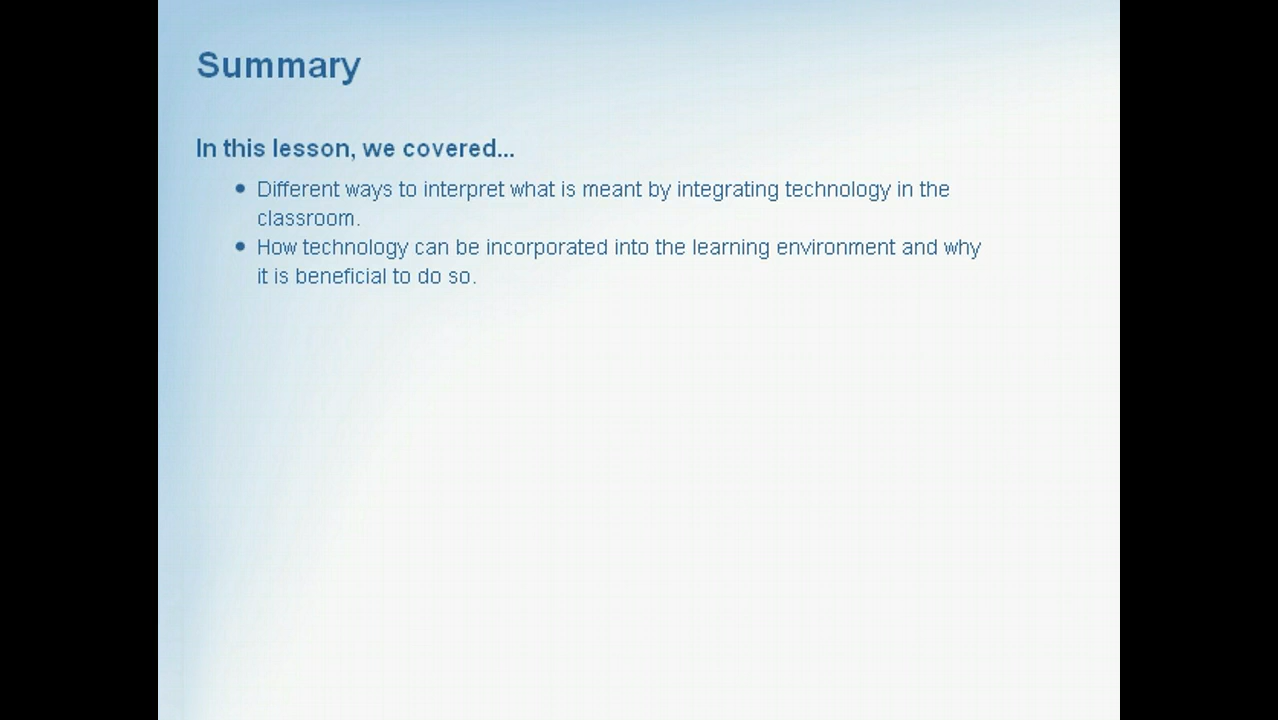 Summary
In this lesson, we covered...
• Different ways to interpret what is meant by integrating technology in the
classroom.
• How technology can be incorporated into the learning environment and why
it is beneficial to do so.